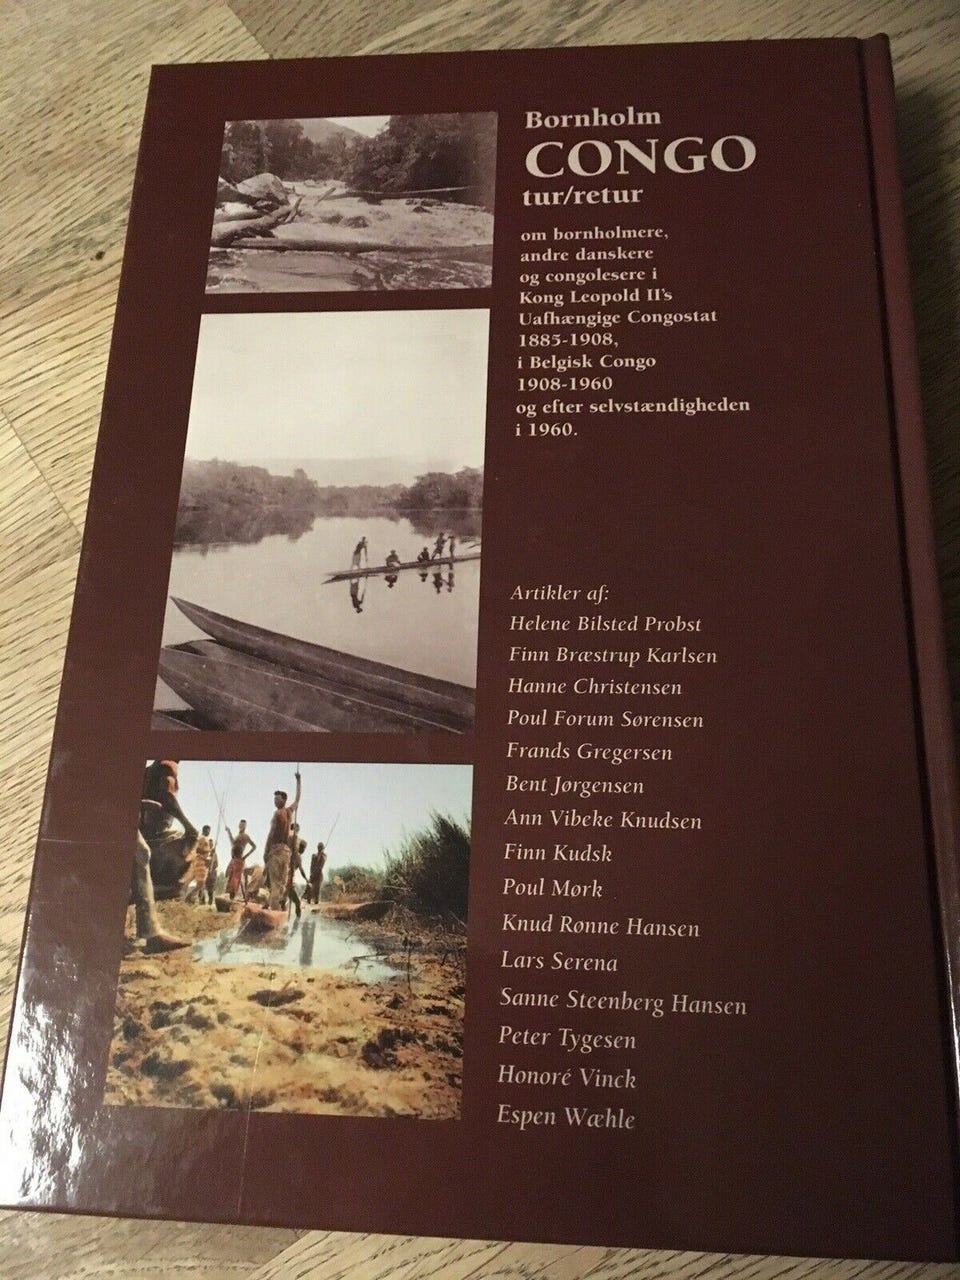 Bornholm
CONGO
tur/retur
om bornholmere,
andre danskere
og congolesere i
Kong Leopold II's
Uafhængige Congostat
1885-1908,
i Belgisk Congo
1908-1960
og efter selvstændigheden
i 1960.
Artikler af:
Helene Bilsted Probst
Finn Bræstrup Karlsen
Hanne Christensen
Poul Forum Sørensen
Frands Gregersen
Bent Jørgensen
Ann Vibeke Knudsen
Finn Kudsk
Poul Mørk
Knud Rønne Hansen
Lars Serena
Sanne Steenberg Hansen
Peter Tygesen
Honoré Vinck
Espen Wæhle